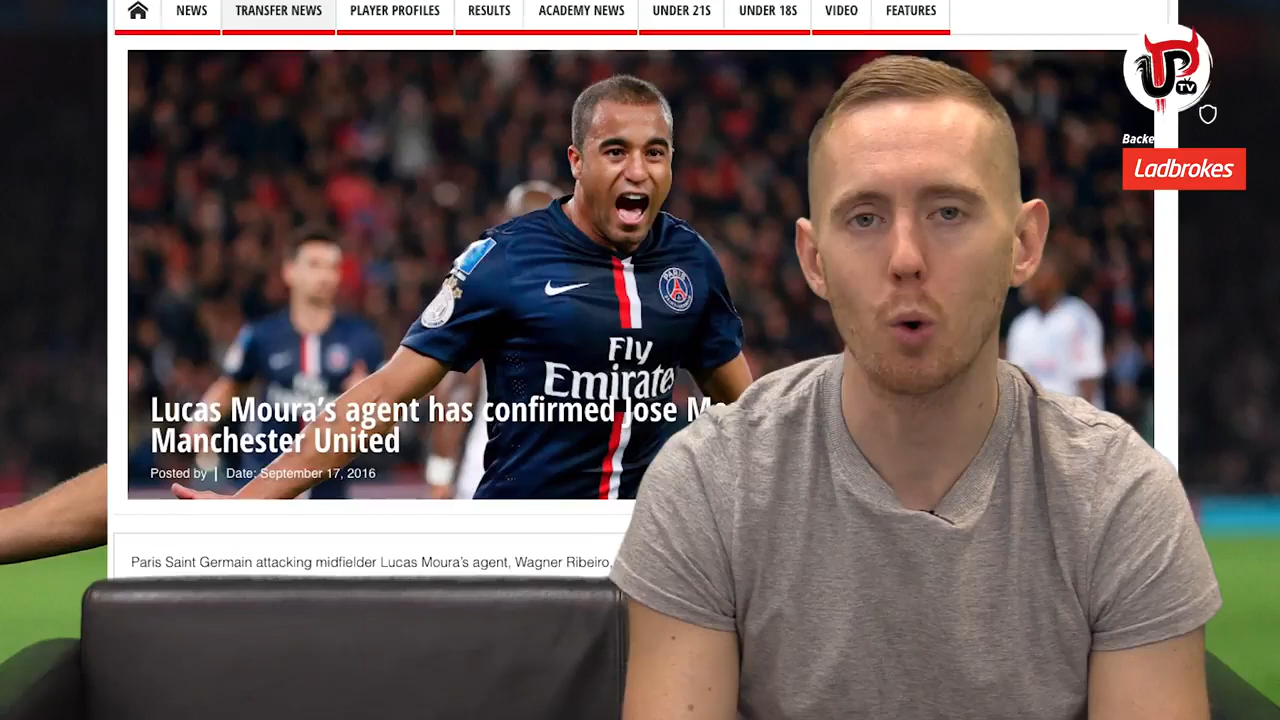 NEWS TRANSFER NEWS PLAYER PROFILES RESULTS ACADEMY NEWS UNDER 21S UNDER 18S VIDEO FEATURES
UP
TV
Backe
Ladbrokes
PARIS
Fly
Emirate
Lucas Moura's agent has confirmed Jose
Manchester United
Posted by | Date: September 17, 2016
Paris Saint Germain attacking midfielder Lucas Moura's agent, Wagner Ribeiro,